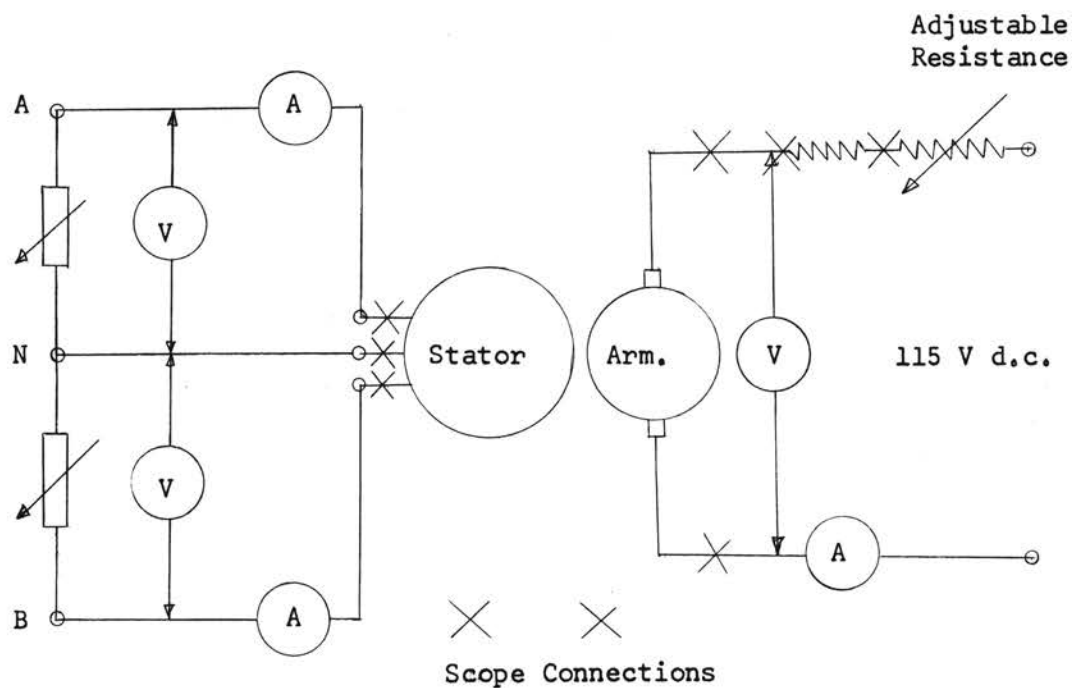 Adjustable
Resistance
A
A
A
V
N
Stator
Arm.
V
115 V d.c.
V
A
B
A
Scope Connections